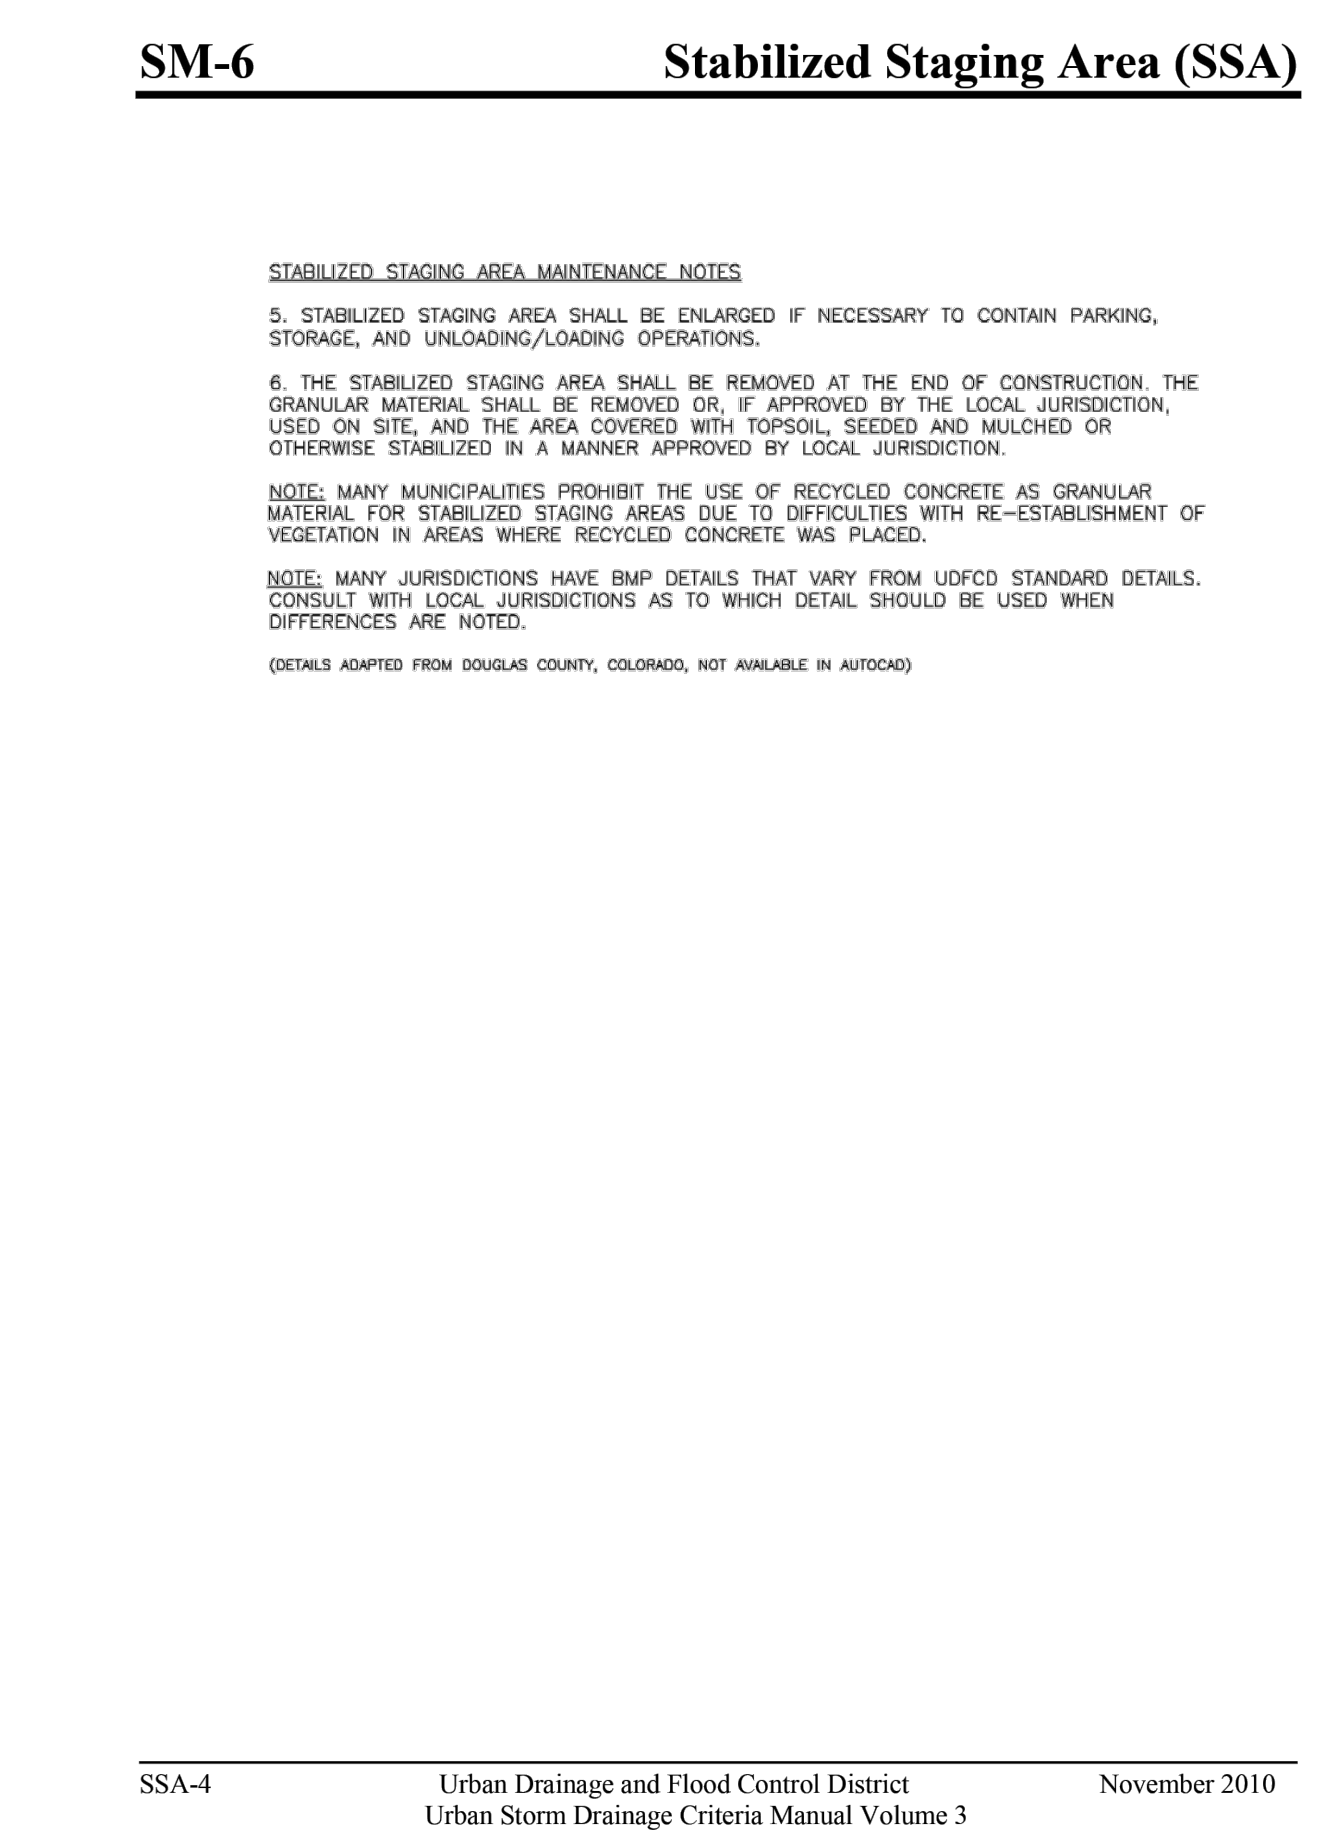 SM-6 Stabilized Staging Area (SSA)
STABILIZED STAGING AREA MAINTENANCE NOTES
5. STABILIZED STAGING AREA SHALL BE ENLARGED IF NECESSARY TO CONTAIN PARKING,
STORAGE, AND UNLOADING/LOADING OPERATIONS.
6. THE STABILIZED STAGING AREA SHALL BE REMOVED AT THE END OF CONSTRUCTION. THE
GRANULAR MATERIAL SHALL BE REMOVED OR, IF APPROVED BY THE LOCAL JURISDICTION,
USED ON SITE, AND THE AREA COVERED WITH TOPSOIL, SEEDED AND MULCHED OR
OTHERWISE STABILIZED IN A MANNER APPROVED BY LOCAL JURISDICTION.
NOTE: MANY MUNICIPALITIES PROHIBIT THE USE OF RECYCLED CONCRETE AS GRANULAR
MATERIAL FOR STABILIZED STAGING AREAS DUE TO DIFFICULTIES WITH RE-ESTABLISHMENT OF
VEGETATION IN AREAS WHERE RECYCLED CONCRETE WAS PLACED.
NOTE: MANY JURISDICTIONS HAVE BMP DETAILS THAT VARY FROM UDFCD STANDARD DETAILS.
CONSULT WITH LOCAL JURISDICTIONS AS TO WHICH DETAIL SHOULD BE USED WHEN
DIFFERENCES ARE NOTED.
(DETAILS ADAPTED FROM DOUGLAS COUNTY, COLORADO, NOT AVAILABLE IN AUTOCAD)
SSA-4 Urban Drainage and Flood Control District November 2010
Urban Storm Drainage Criteria Manual Volume 3